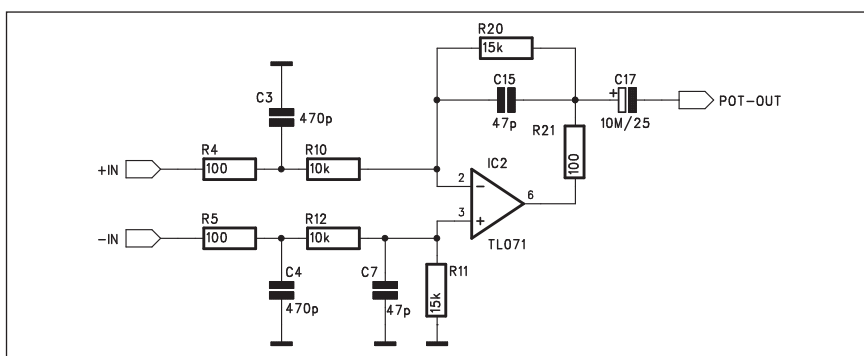 R20
15k
C15
47p
C17
+
10M/25
POT-OUT
C3
470p
R21
100
R4
100
R10
10k
+IN
IC2
2
-
6
3
+
TL071
R5
100
R12
10k
-IN
C4
470p
C7
47p
R11
15k